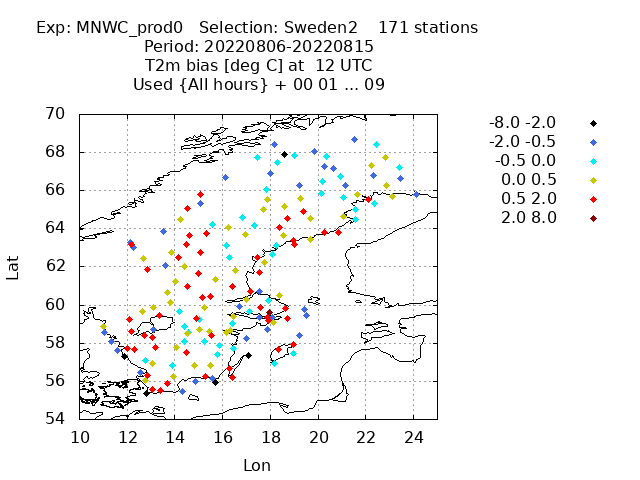 Exp: MNWC_prod0   Selection: Sweden2    171 stations
Period: 20220806-20220815
T2m bias [deg C] at  12 UTC
Used {All hours} + 00 01 ... 09
-8.0 -2.0
-2.0 -0.5
-0.5 0.0
0.0 0.5
0.5 2.0
2.0 8.0
70
68
66
64
62
60
58
56
54
Lat
10 12 14 16 18 20 22 24
Lon